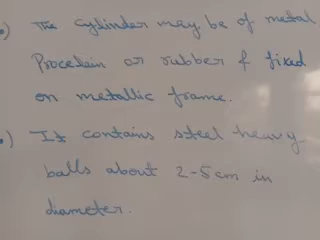 ) The cylinder may be of metal
Procelain or rubber & fixed
on metallic frame.
) It contains steel heavy
balls about 2-5cm in
diameter.